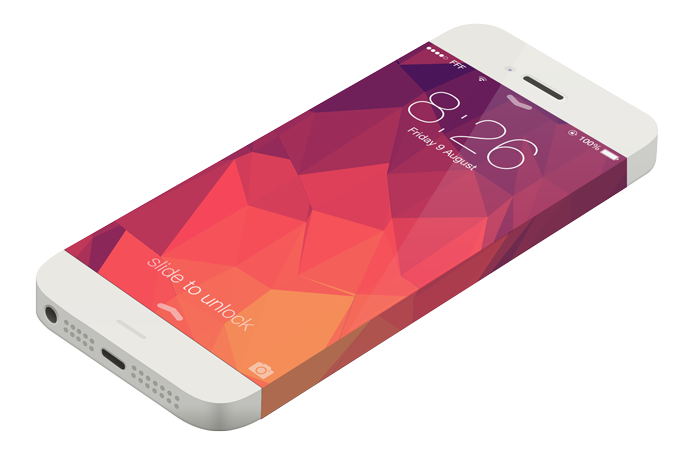 FFF 100%
8:26
Friday 9 August
slide to unlock